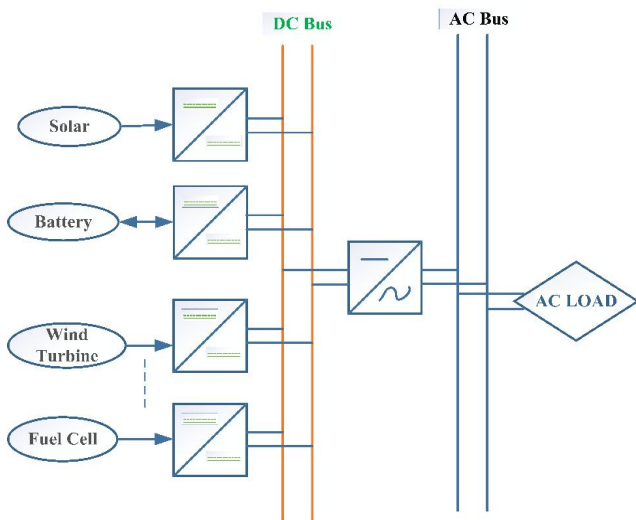 DC Bus
AC Bus
Solar
Battery
Wind
Turbine
Fuel Cell
AC LOAD